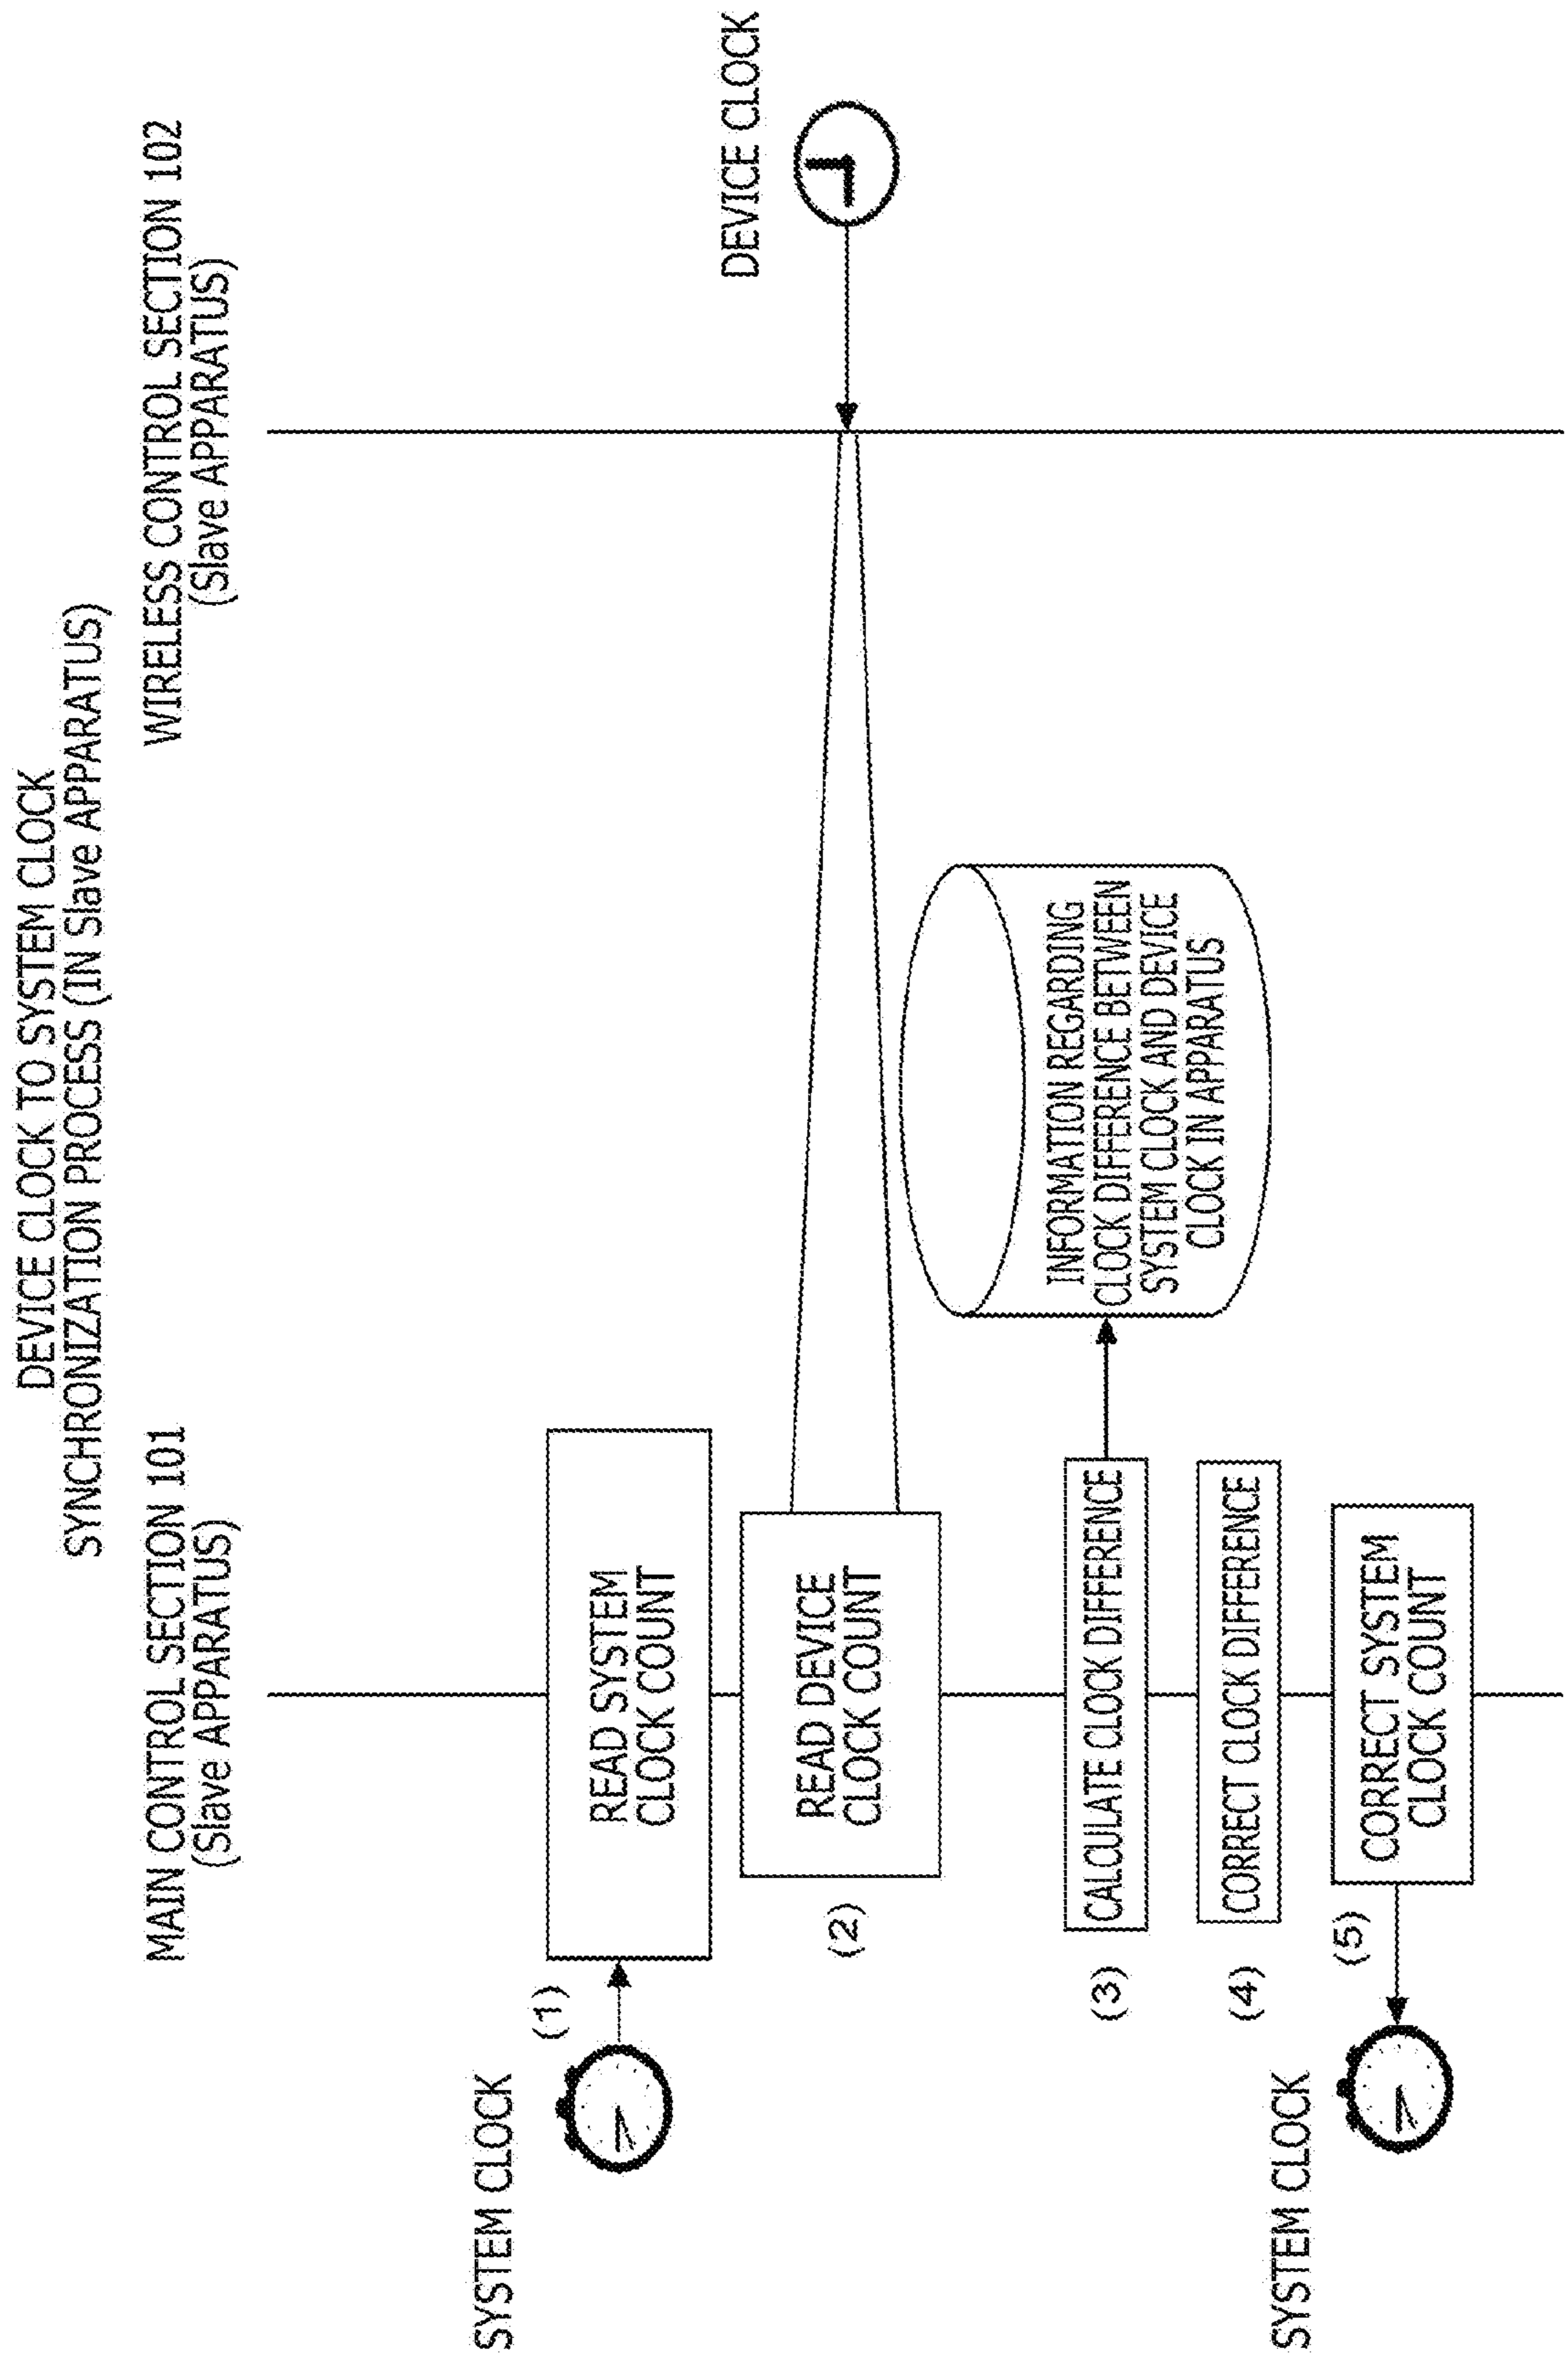 DEVICE CLOCK TO SYSTEM CLOCK
SYNCHRONIZATION PROCESS (IN Slave APPARATUS)
MAIN CONTROL SECTION 101
(Slave APPARATUS)
WIRELESS CONTROL SECTION 102
(Slave APPARATUS)
SYSTEM CLOCK
(1)
READ SYSTEM
CLOCK COUNT
DEVICE CLOCK
(2)
READ DEVICE
CLOCK COUNT
(3)
CALCULATE CLOCK DIFFERENCE
INFORMATION REGARDING
CLOCK DIFFERENCE BETWEEN
SYSTEM CLOCK AND DEVICE
CLOCK IN APPARATUS
(4)
CORRECT CLOCK DIFFERENCE
SYSTEM CLOCK
(5)
CORRECT SYSTEM
CLOCK COUNT